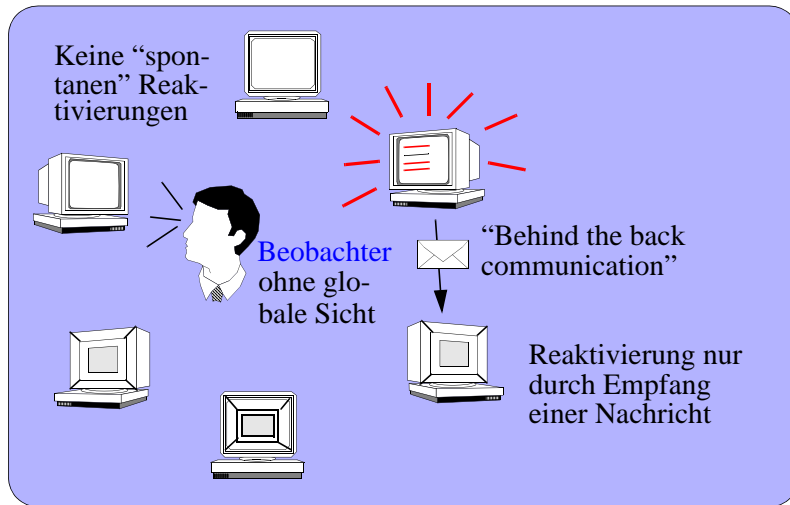 Keine “spon-
tanen” Reak-
tivierungen
Beobachter
ohne glo-
bale Sicht
“Behind the back
communication”
Reaktivierung nur
durch Empfang
einer Nachricht